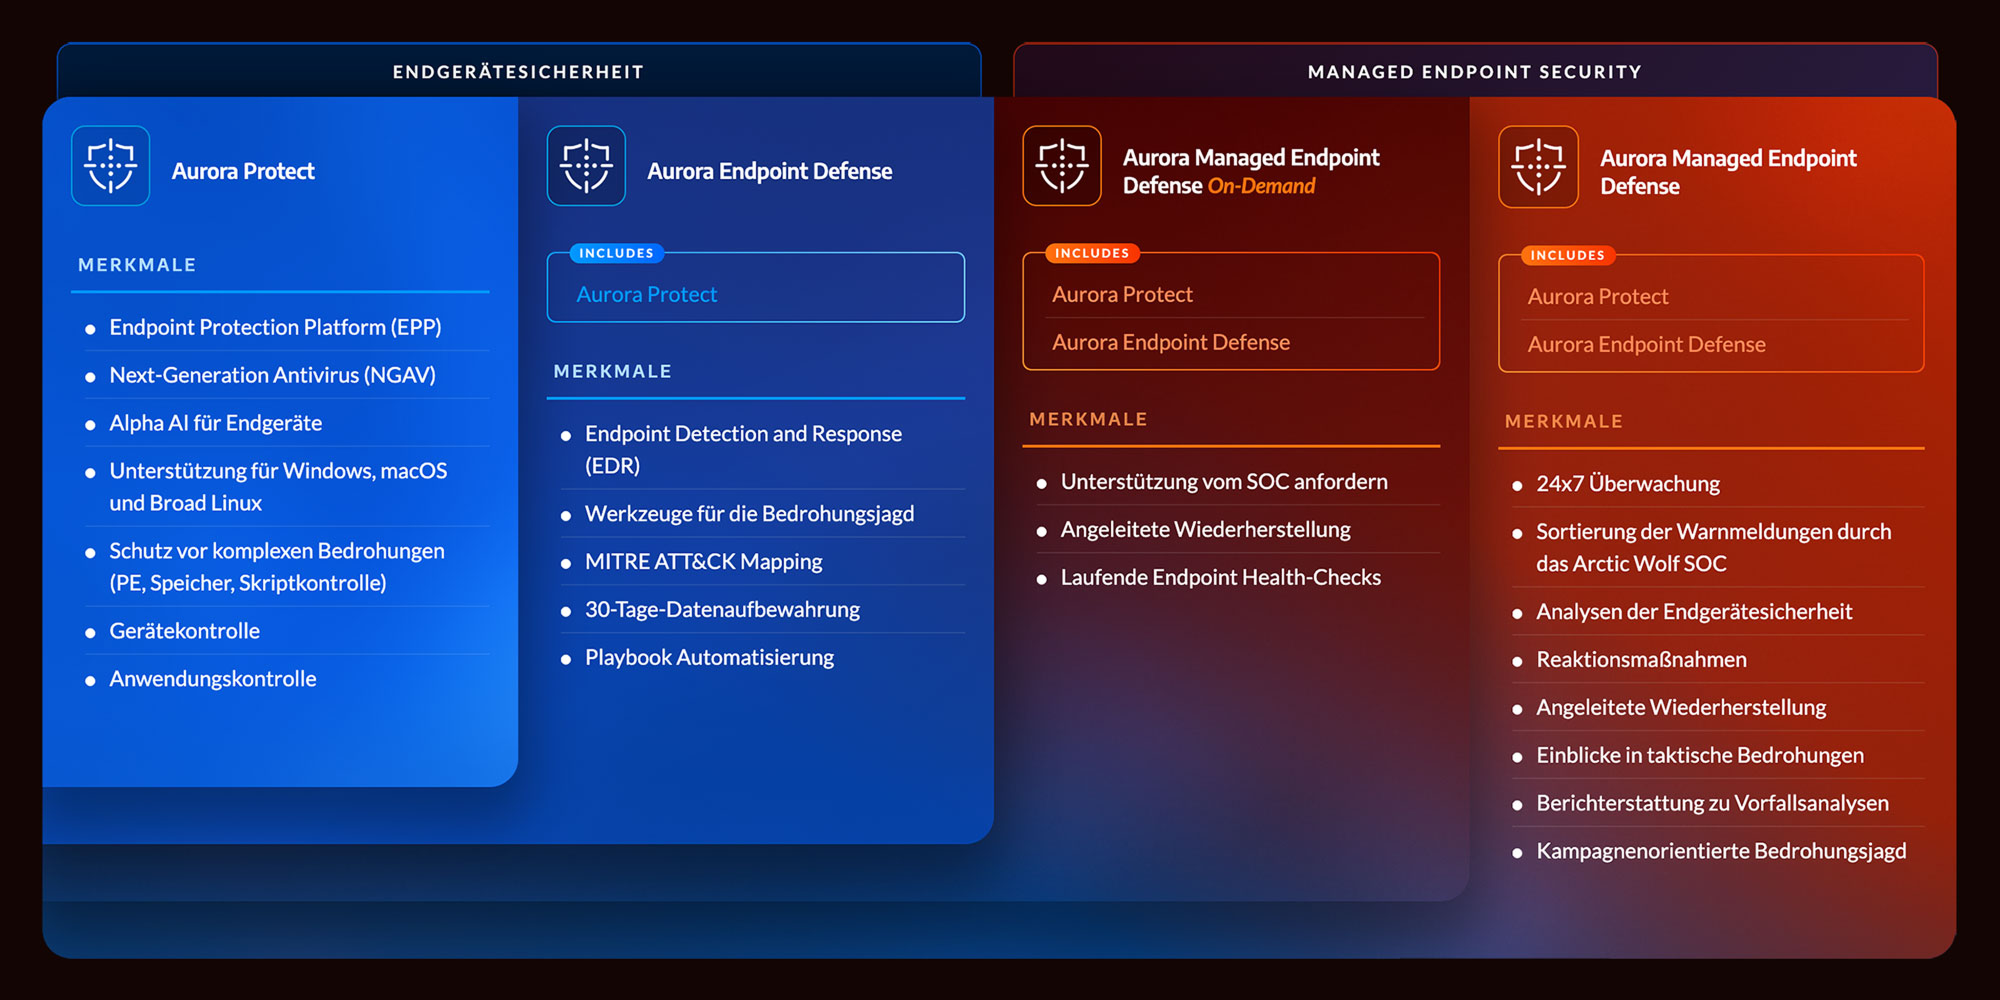 ENDGERÄTESICHERHEIT
MANAGED ENDPOINT SECURITY
Aurora Protect
MERKMALE
Endpoint Protection Platform (EPP)
Next-Generation Antivirus (NGAV)
Alpha AI für Endgeräte
Unterstützung für Windows, macOS
und Broad Linux
Schutz vor komplexen Bedrohungen
(PE, Speicher, Skriptkontrolle)
Gerätekontrolle
Anwendungskontrolle
Aurora Endpoint Defense
INCLUDES
Aurora Protect
MERKMALE
Endpoint Detection and Response
(EDR)
Werkzeuge für die Bedrohungsjagd
MITRE ATT&CK Mapping
30-Tage-Datenaufbewahrung
Playbook Automatisierung
Aurora Managed Endpoint
Defense On-Demand
INCLUDES
Aurora Protect
Aurora Endpoint Defense
MERKMALE
Unterstützung vom SOC anfordern
Angeleitete Wiederherstellung
Laufende Endpoint Health-Checks
Aurora Managed Endpoint
Defense
INCLUDES
Aurora Protect
Aurora Endpoint Defense
MERKMALE
24x7 Überwachung
Sortierung der Warnmeldungen durch
das Arctic Wolf SOC
Analysen der Endgerätesicherheit
Reaktionsmaßnahmen
Angeleitete Wiederherstellung
Einblicke in taktische Bedrohungen
Berichterstattung zu Vorfallsanalysen
Kampagnenorientierte Bedrohungsjagd